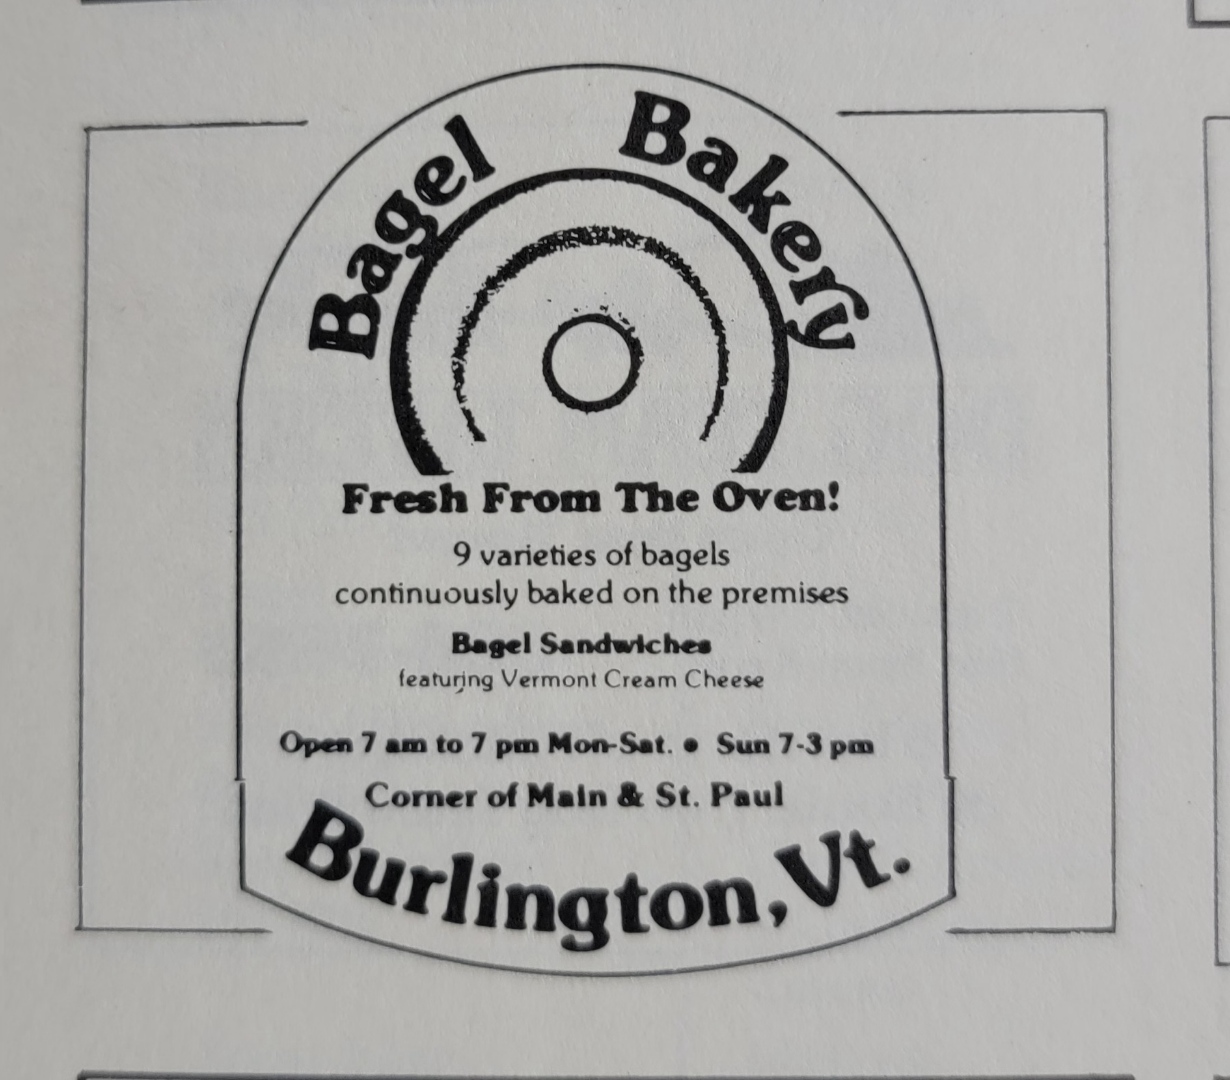 Bagel Bakery
Fresh From The Oven!
9 varieties of bagels
continuously baked on the premises
Bagel Sandwiches
featuring Vermont Cream Cheese
Open 7 am to 7 pm Mon-Sat. • Sun 7-3 pm
Corner of Main & St. Paul
Burlington, Vt.